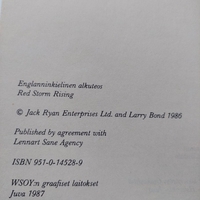 Englanninkielinen alkuteos
Red Storm Rising
© Jack Ryan Enterprises Ltd. and Larry Bond 1986
Published by agreement with
Lennart Sane Agency
ISBN 951-0-14528-9
WSOY:n graafiset laitokset
Juva 1987